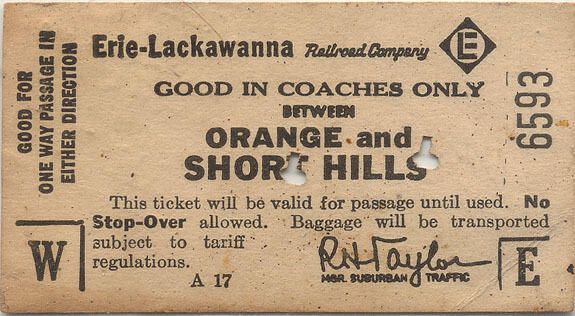 GOOD FOR
ONE WAY PASSAGE IN
EITHER DIRECTION
Erie-Lackawanna Railroad Company E
GOOD IN COACHES ONLY
BETWEEN
ORANGE and
SHORT HILLS
6593
This ticket will be valid for passage until used. No
Stop-Over allowed. Baggage will be transported
subject to tariff
regulations.
W
A 17
RH Taylor
MGR. SUBURBAN TRAFFIC
E